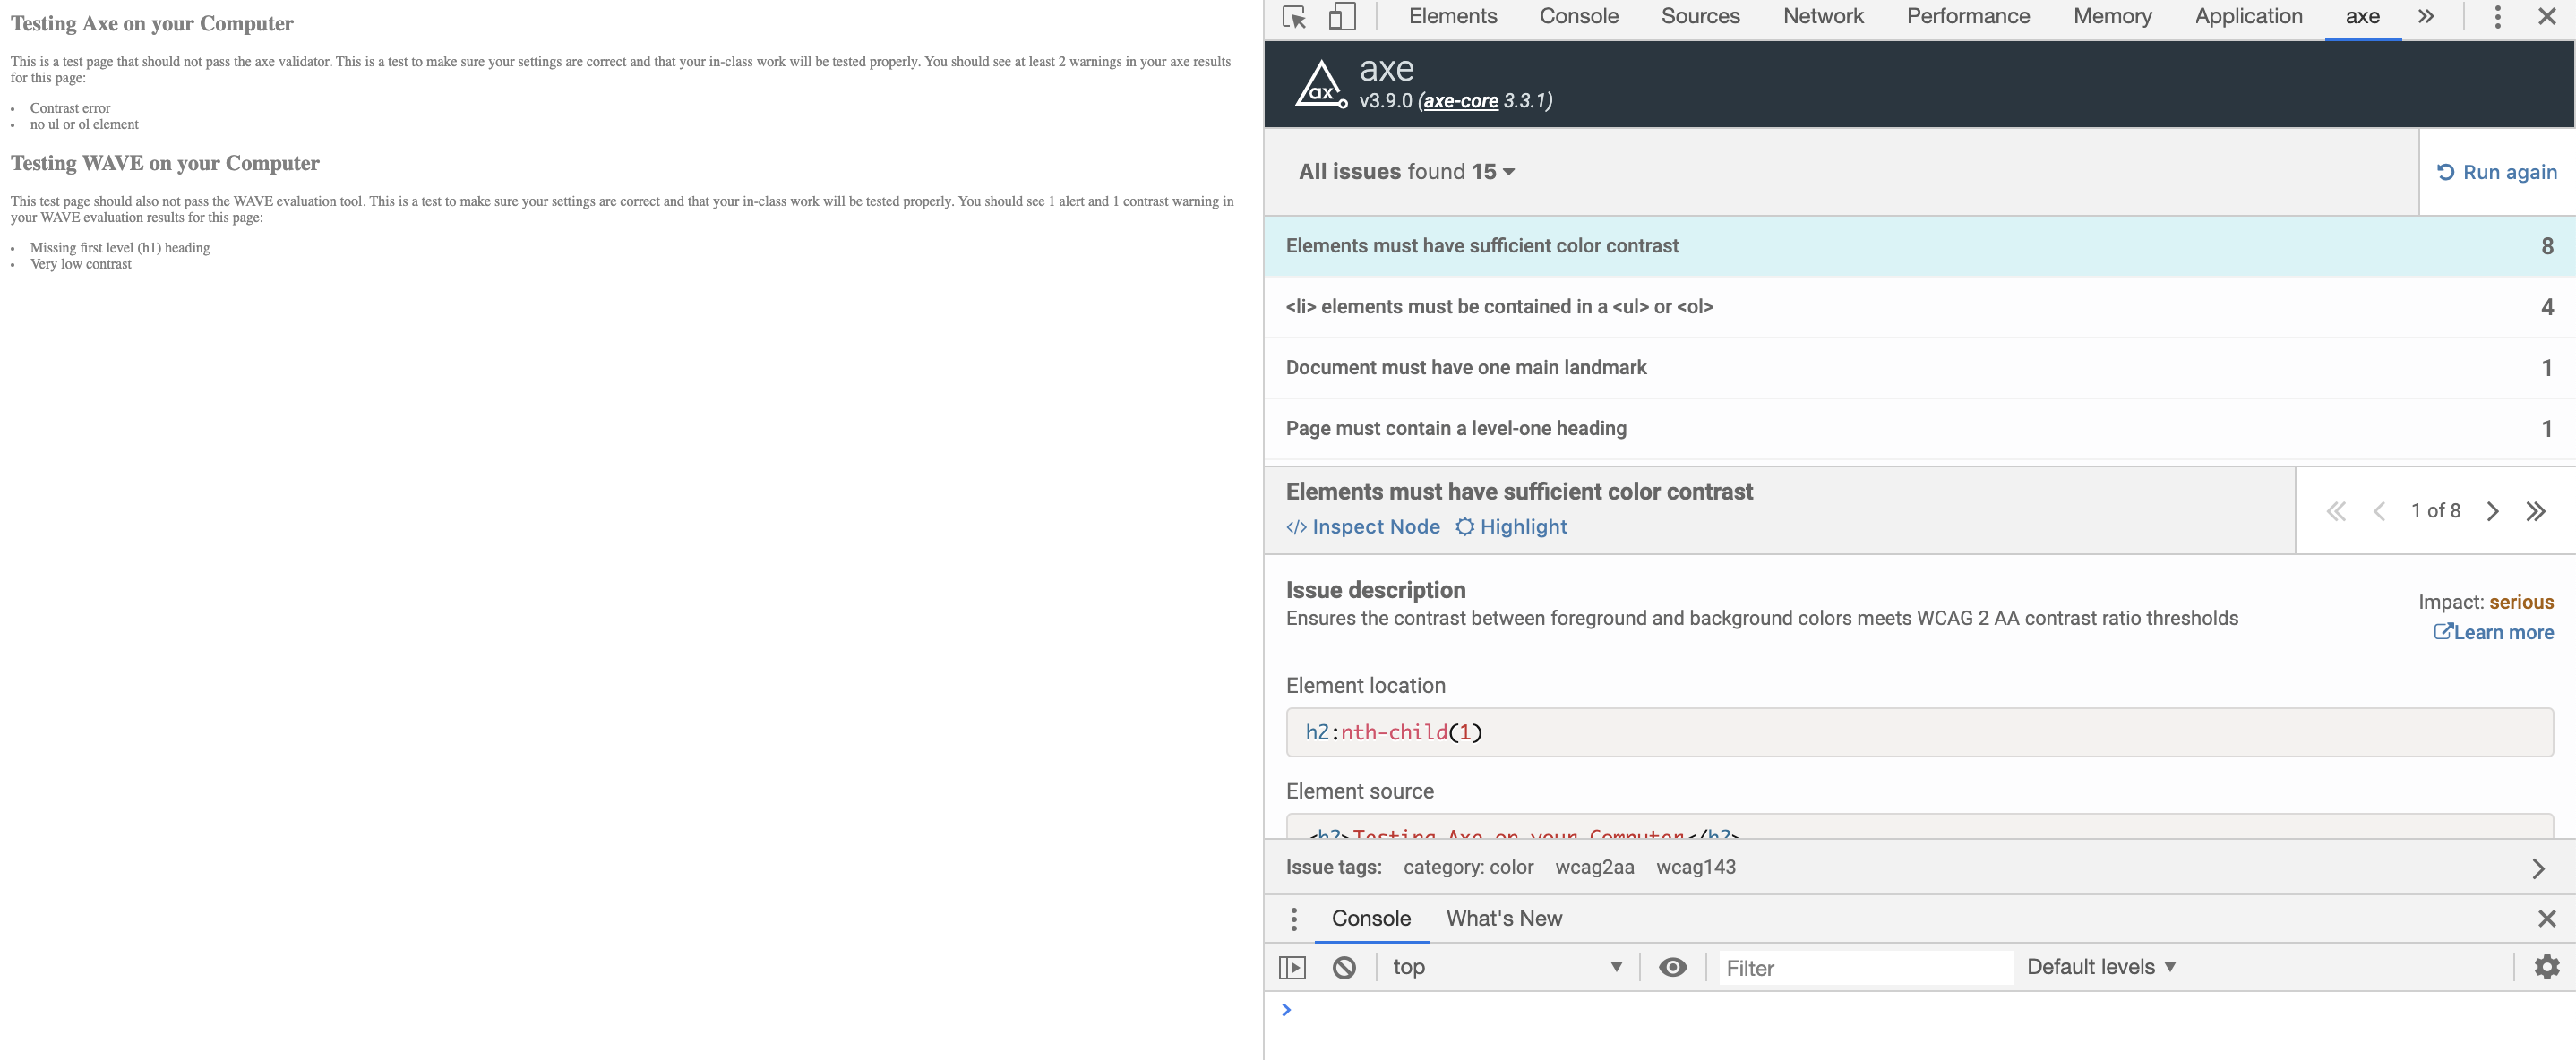 Testing Axe on your Computer
This is a test page that should not pass the axe validator. This is a test to make sure your settings are correct and that your in-class work will be tested properly. You should see at least 2 warnings in your axe results
for this page:
• Contrast error
• no ul or ol element
Testing WAVE on your Computer
This test page should also not pass the WAVE evaluation tool. This is a test to make sure your settings are correct and that your in-class work will be tested properly. You should see 1 alert and 1 contrast warning in
your WAVE evaluation results for this page:
• Missing first level (h1) heading
• Very low contrast
Elements Console Sources Network Performance Memory Application axe »
ax
axe
v3.9.0 (axe-core 3.3.1)
All issues found 15
Run again
Elements must have sufficient color contrast 8
<li> elements must be contained in a <ul> or <ol> 4
Document must have one main landmark 1
Page must contain a level-one heading 1
Elements must have sufficient color contrast
</> Inspect Node Highlight
1 of 8
Issue description
Ensures the contrast between foreground and background colors meets WCAG 2 AA contrast ratio thresholds
Impact: serious
Learn more
Element location
h2:nth-child(1)
Element source
<h2>Testing Axe on your Computer</h2>
Issue tags: category: color wcag2aa wcag143
Console What's New
top Filter Default levels